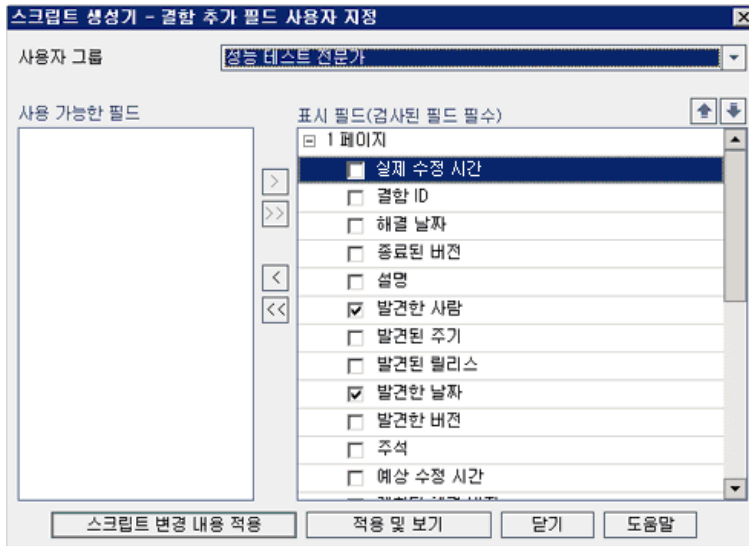 스크립트 생성기 - 결함 추가 필드 사용자 지정
사용자 그룹
성능 테스트 전문가
사용 가능한 필드
표시 필드(검사된 필드 필수)
1 페이지
실제 수정 시간
결함 ID
해결 날짜
종료된 버전
설명
발견한 사람
발견된 주기
발견된 릴리스
발견한 날짜
발견한 버전
주석
예상 수정 시간
스크립트 변경 내용 적용
적용 및 보기
닫기
도움말